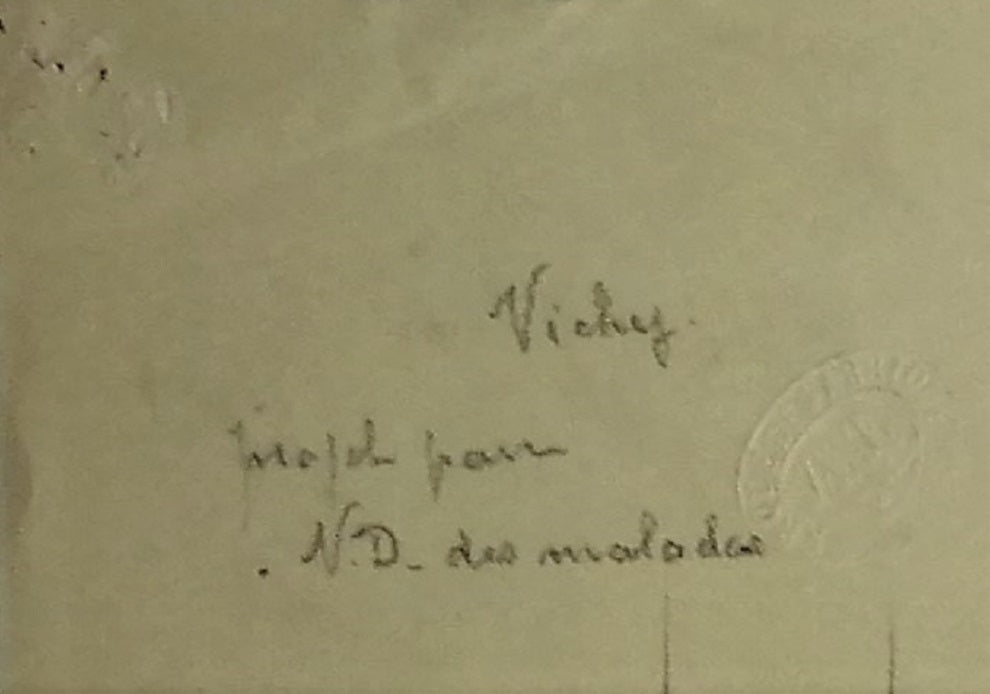 Vichy.
projet pour
N.D. des malades